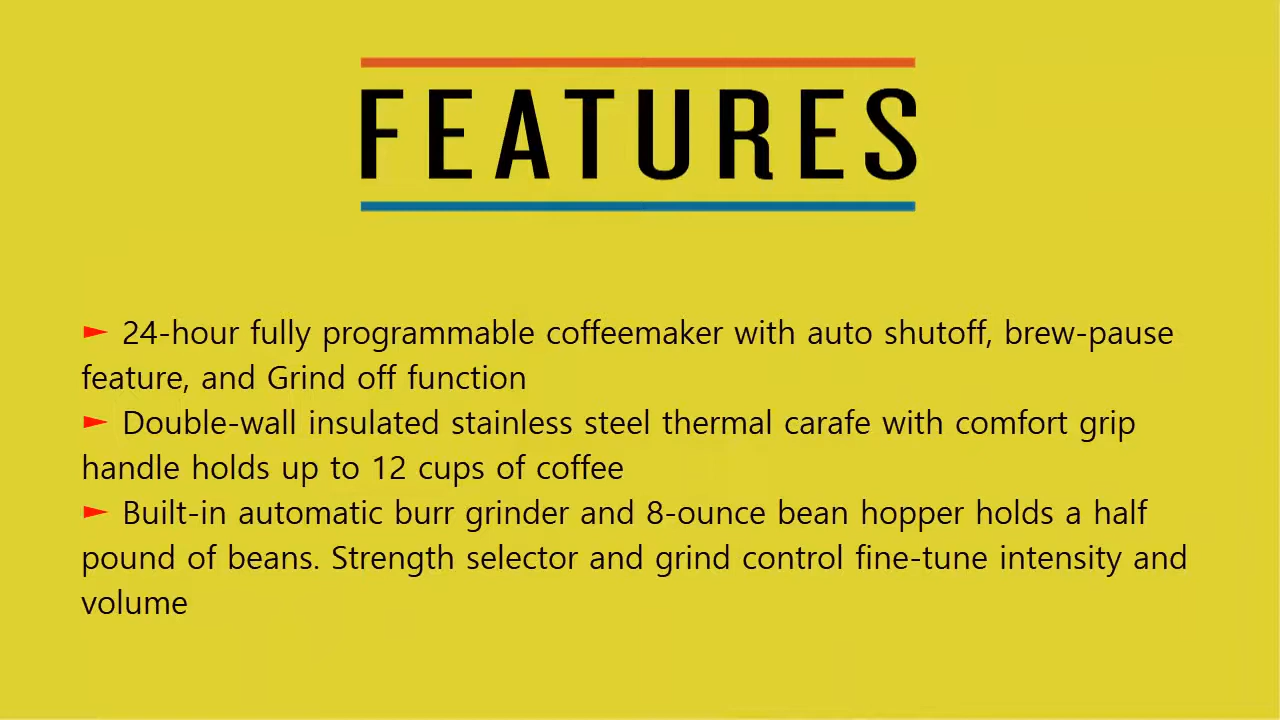 FEATURES
► 24-hour fully programmable coffeemaker with auto shutoff, brew-pause
feature, and Grind off function
► Double-wall insulated stainless steel thermal carafe with comfort grip
handle holds up to 12 cups of coffee
► Built-in automatic burr grinder and 8-ounce bean hopper holds a half
pound of beans. Strength selector and grind control fine-tune intensity and
volume